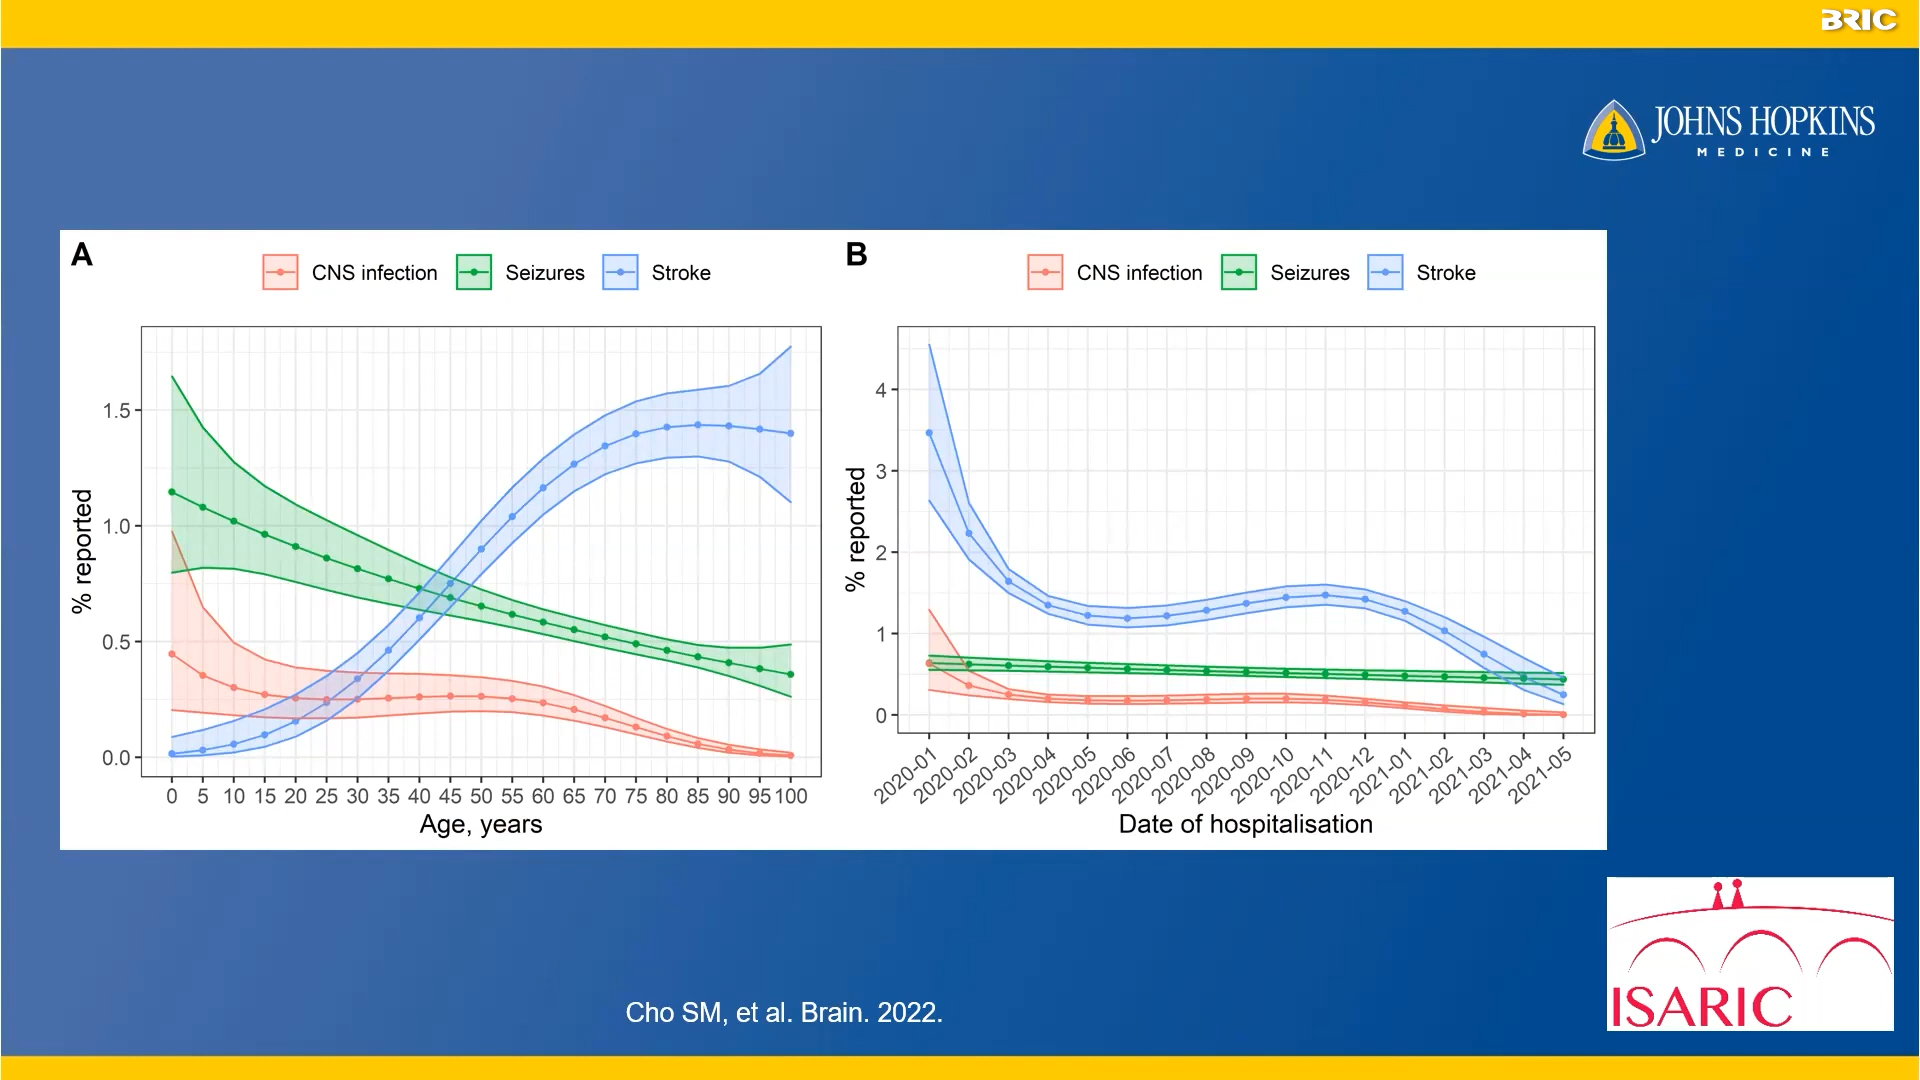 BRIC
JOHNS HOPKINS
MEDICINE
A
CNS infection Seizures Stroke
% reported
1.5
1.0
0.5
0.0
0 5 10 15 20 25 30 35 40 45 50 55 60 65 70 75 80 85 90 95 100
Age, years
B
CNS infection Seizures Stroke
% reported
4
3
2
1
0
2020-01 2020-02 2020-03 2020-04 2020-05 2020-06 2020-07 2020-08 2020-09 2020-10 2020-11 2020-12 2021-01 2021-02 2021-03 2021-04 2021-05
Date of hospitalisation
ISARIC
Cho SM, et al. Brain. 2022.